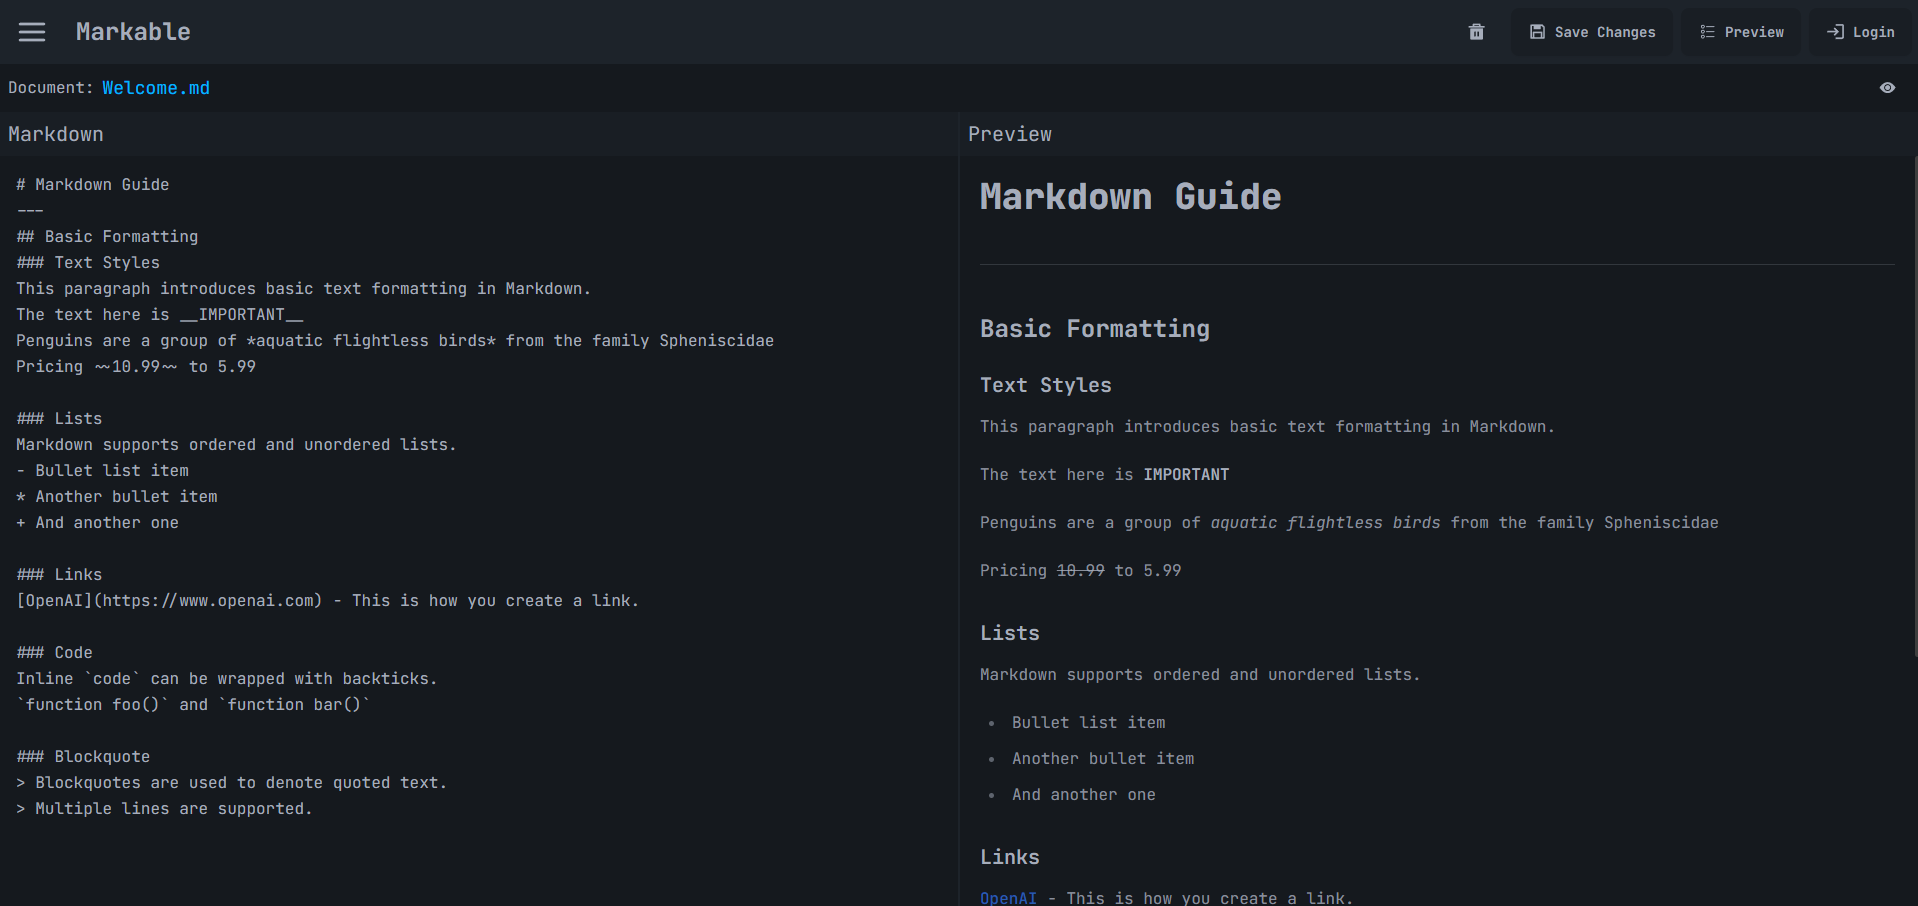 Markable
Save Changes
Preview
Login
Document: Welcome.md
Markdown
# Markdown Guide
---
## Basic Formatting
### Text Styles
This paragraph introduces basic text formatting in Markdown.
The text here is __IMPORTANT__
Penguins are a group of *aquatic flightless birds* from the family Spheniscidae
Pricing ~~10.99~~ to 5.99
### Lists
Markdown supports ordered and unordered lists.
- Bullet list item
* Another bullet item
+ And another one
### Links
[OpenAI](https://www.openai.com) - This is how you create a link.
### Code
Inline `code` can be wrapped with backticks.
`function foo()` and `function bar()`
### Blockquote
> Blockquotes are used to denote quoted text.
> Multiple lines are supported.
Preview
Markdown Guide
Basic Formatting
Text Styles
This paragraph introduces basic text formatting in Markdown.
The text here is IMPORTANT
Penguins are a group of aquatic flightless birds from the family Spheniscidae
Pricing 10.99 to 5.99
Lists
Markdown supports ordered and unordered lists.
• Bullet list item
• Another bullet item
• And another one
Links
OpenAI - This is how you create a link.